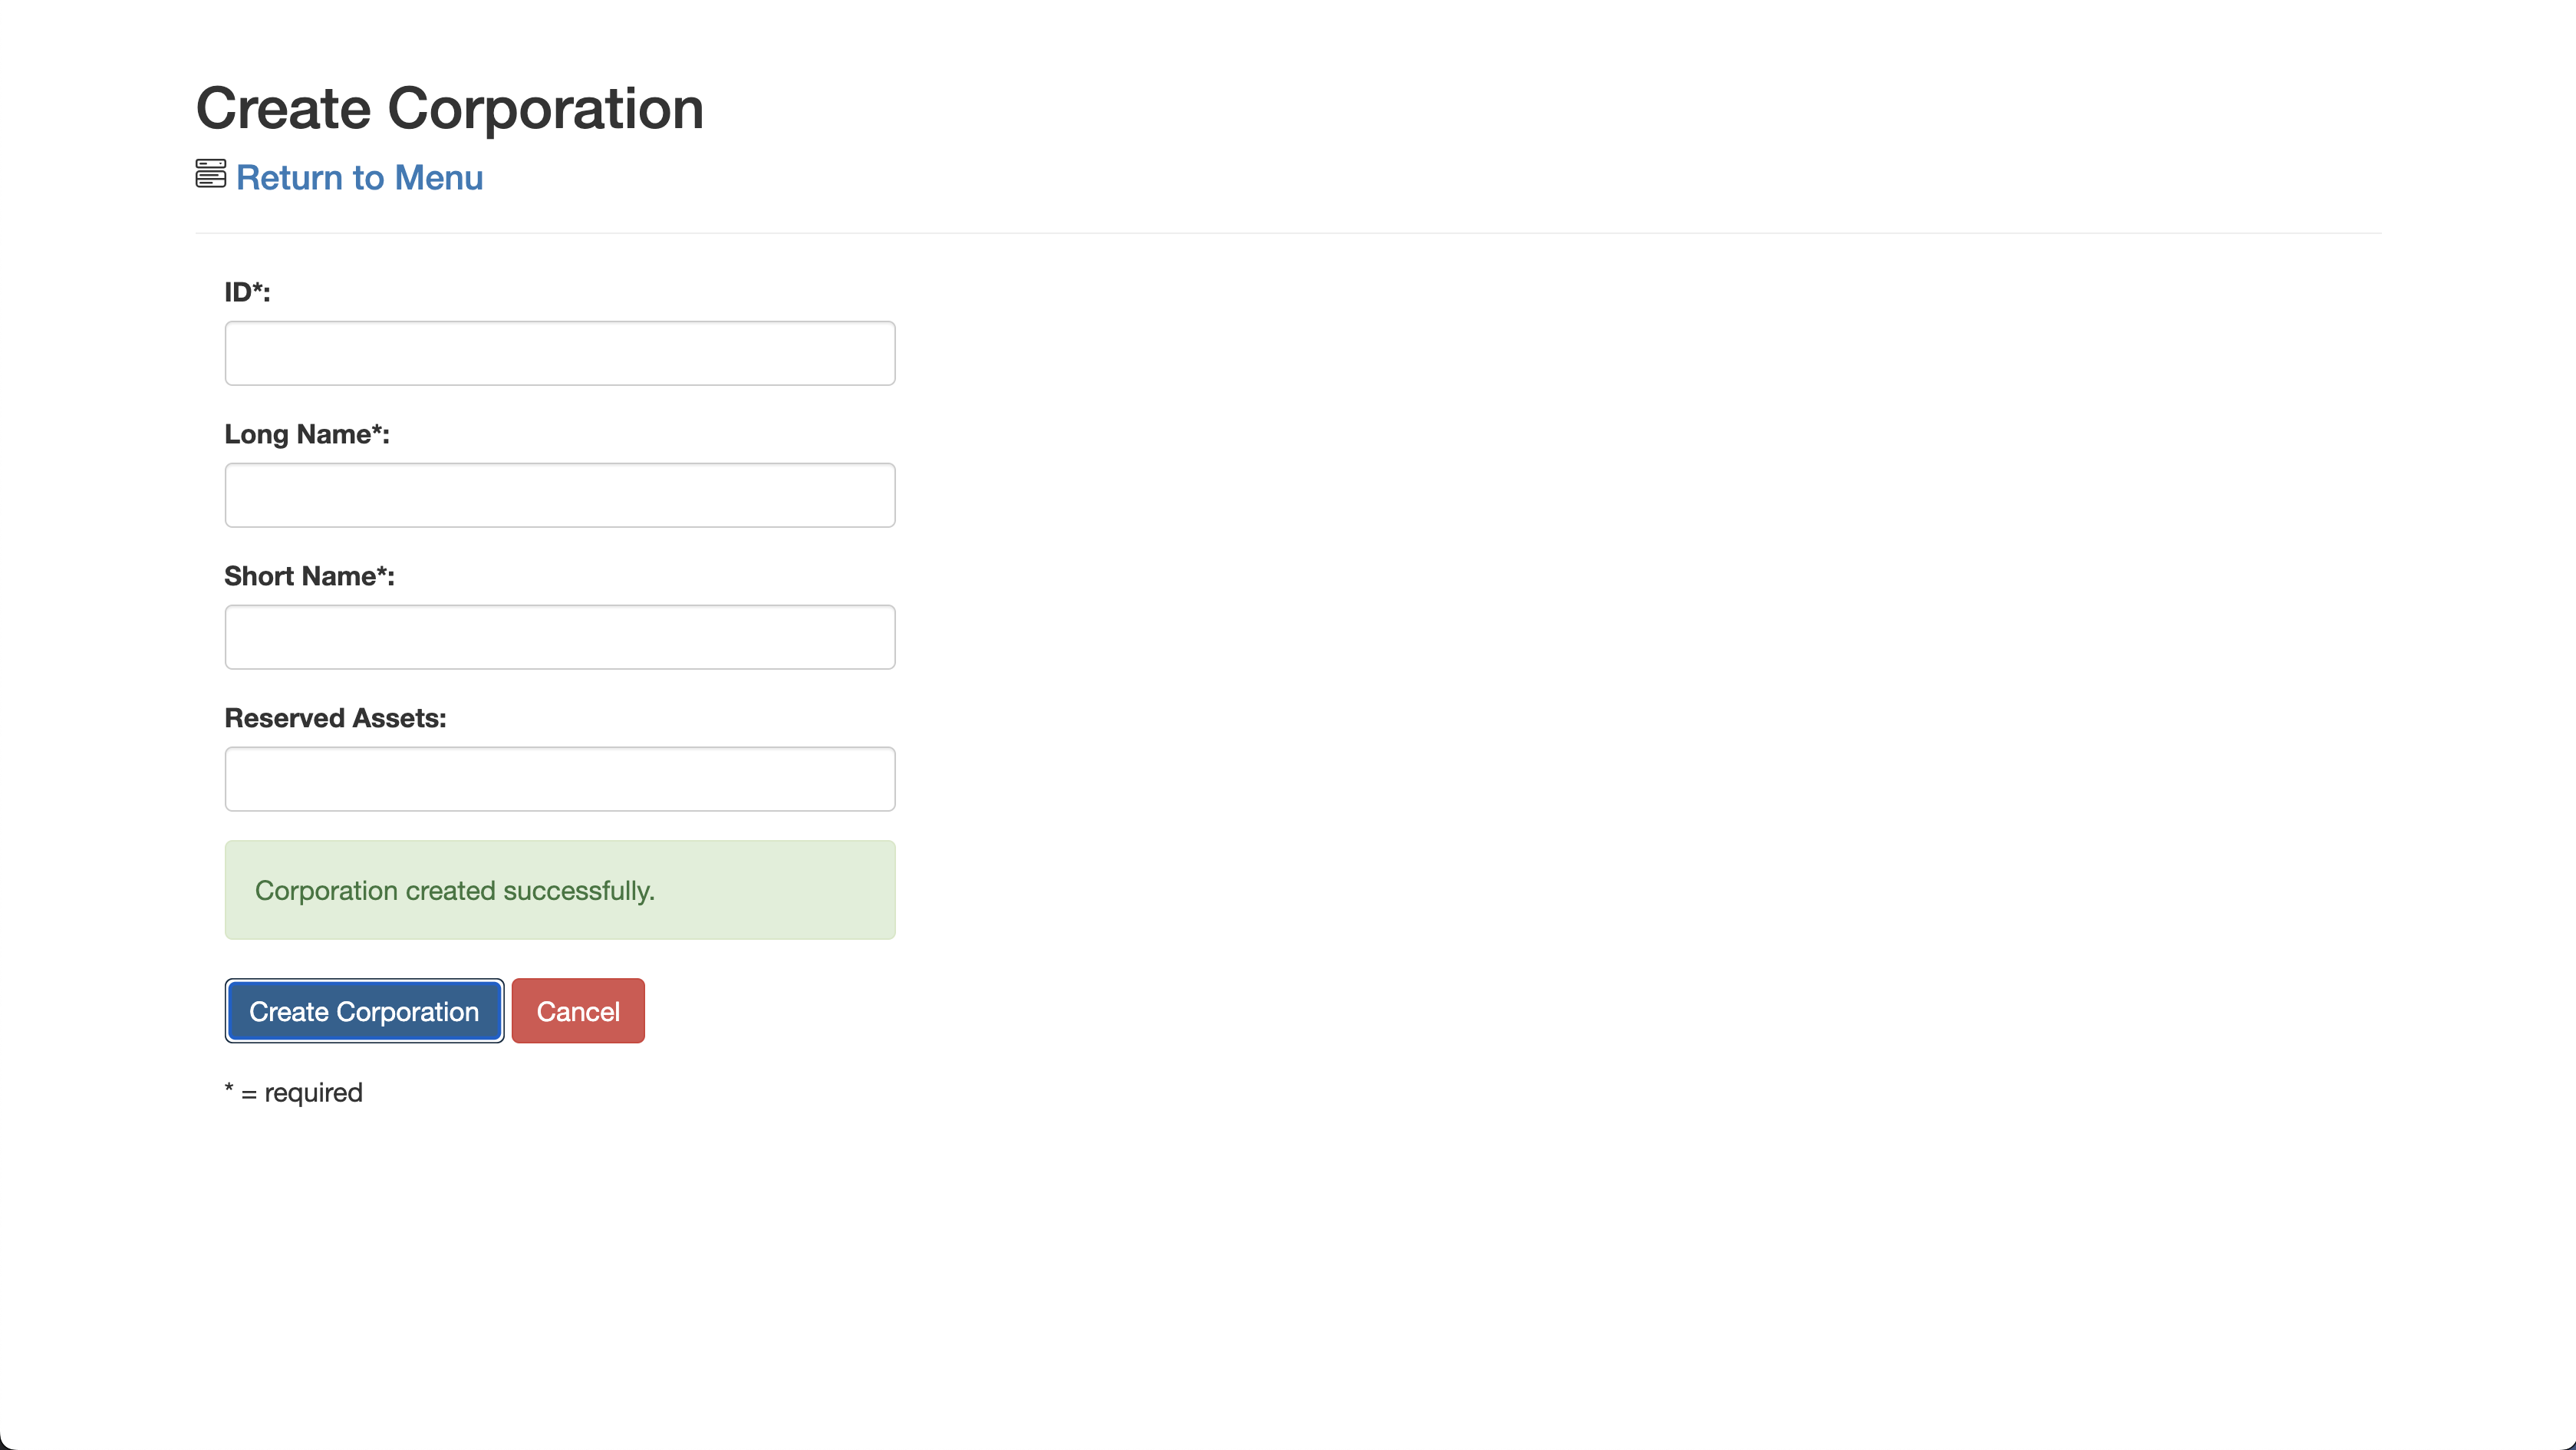 Create Corporation
Return to Menu
ID*:
Long Name*:
Short Name*:
Reserved Assets:
Corporation created successfully.
Create Corporation Cancel
* = required